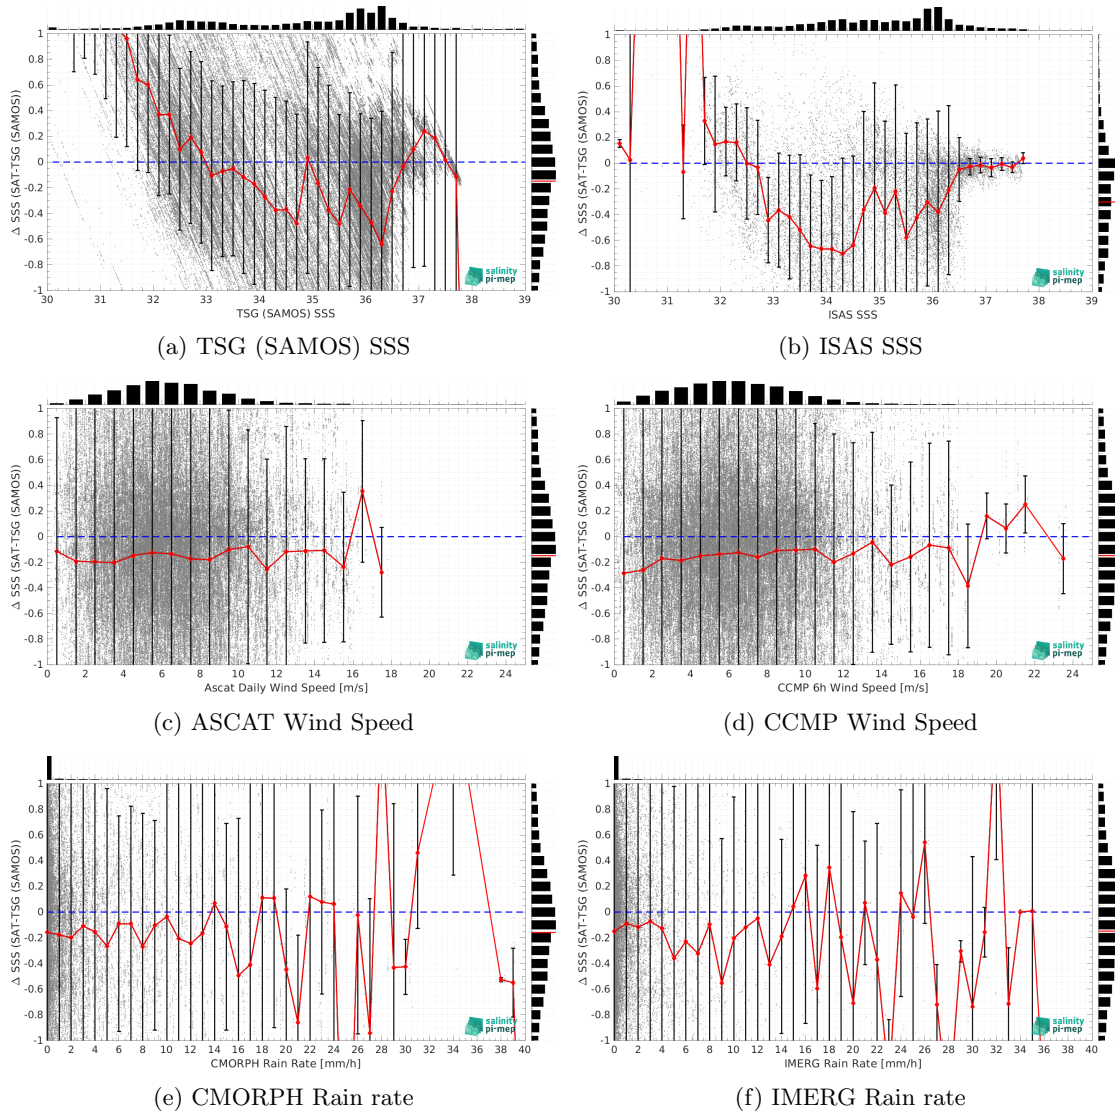 Δ SSS (SAT-TSG (SAMOS))
1
0.8
0.6
0.4
0.2
0
-0.2
-0.4
-0.6
-0.8
-1
30 31 32 33 34 35 36 37 38 39
TSG (SAMOS) SSS
salinity
pi-mep
(a) TSG (SAMOS) SSS
Δ SSS (SAT-TSG (SAMOS))
1
0.8
0.6
0.4
0.2
0
-0.2
-0.4
-0.6
-0.8
-1
30 31 32 33 34 35 36 37 38 39
ISAS SSS
salinity
pi-mep
(b) ISAS SSS
Δ SSS (SAT-TSG (SAMOS))
1
0.8
0.6
0.4
0.2
0
-0.2
-0.4
-0.6
-0.8
-1
0 2 4 6 8 10 12 14 16 18 20 22 24
Ascat Daily Wind Speed [m/s]
salinity
pi-mep
(c) ASCAT Wind Speed
Δ SSS (SAT-TSG (SAMOS))
1
0.8
0.6
0.4
0.2
0
-0.2
-0.4
-0.6
-0.8
-1
0 2 4 6 8 10 12 14 16 18 20 22 24
CCMP 6h Wind Speed [m/s]
salinity
pi-mep
(d) CCMP Wind Speed
Δ SSS (SAT-TSG (SAMOS))
1
0.8
0.6
0.4
0.2
0
-0.2
-0.4
-0.6
-0.8
-1
0 2 4 6 8 10 12 14 16 18 20 22 24 26 28 30 32 34 36 38 40
CMORPH Rain Rate [mm/h]
salinity
pi-mep
(e) CMORPH Rain rate
Δ SSS (SAT-TSG (SAMOS))
1
0.8
0.6
0.4
0.2
0
-0.2
-0.4
-0.6
-0.8
-1
0 2 4 6 8 10 12 14 16 18 20 22 24 26 28 30 32 34 36 38 40
IMERG Rain Rate [mm/h]
salinity
pi-mep
(f) IMERG Rain rate